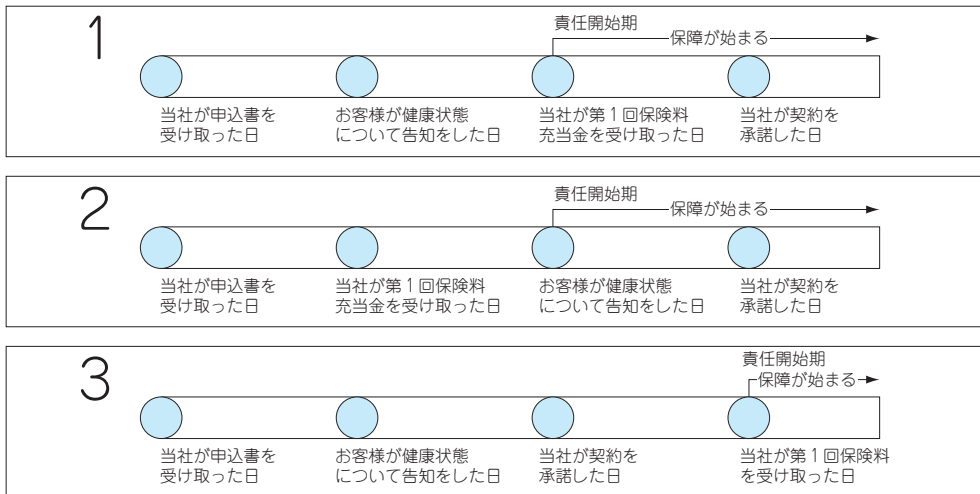 1
責任開始期
保障が始まる
当社が申込書を
受け取った日
お客様が健康状態
について告知をした日
当社が第1回保険料
充当金を受け取った日
当社が契約を
承諾した日
2
責任開始期
保障が始まる
当社が申込書を
受け取った日
当社が第1回保険料
充当金を受け取った日
お客様が健康状態
について告知をした日
当社が契約を
承諾した日
3
責任開始期
保障が始まる
当社が申込書を
受け取った日
お客様が健康状態
について告知をした日
当社が契約を
承諾した日
当社が第1回保険料
を受け取った日